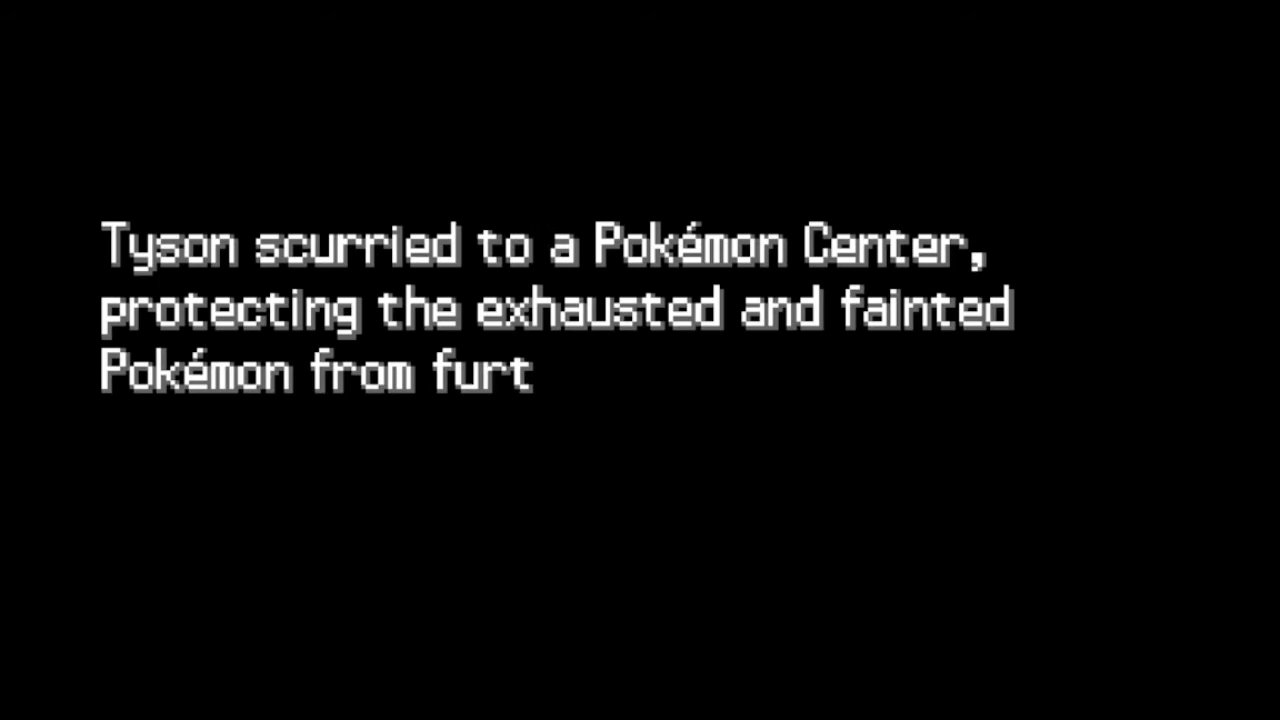 Tyson scurried to a Pokémon Center,
protecting the exhausted and fainted
Pokémon from furt